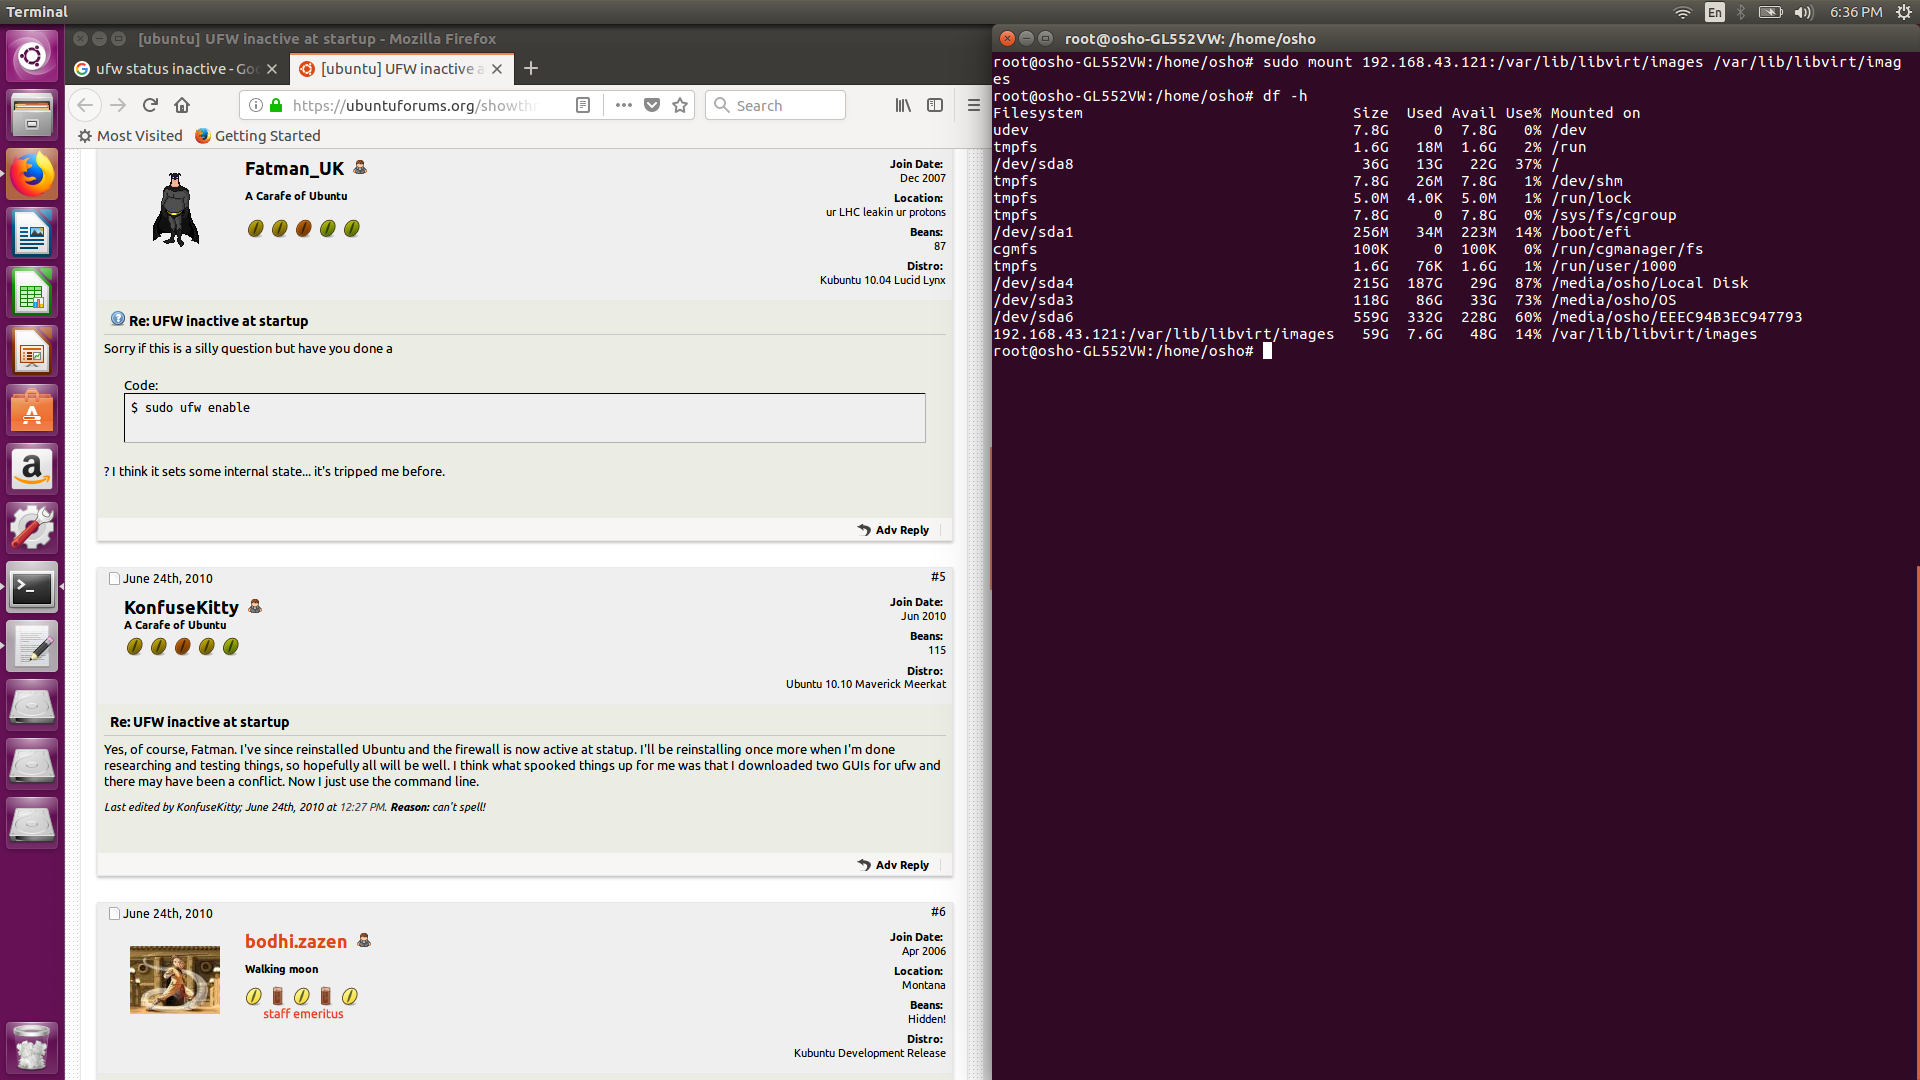 Terminal
En
6:36 PM
[ubuntu] UFW inactive at startup - Mozilla Firefox
ufw status inactive - Goo
[ubuntu] UFW inactive a
https://ubuntuforums.org/showthr
Search
Most Visited
Getting Started
Fatman_UK
A Carafe of Ubuntu
Join Date:
Dec 2007
Location:
ur LHC leakin ur protons
Beans:
87
Distro:
Kubuntu 10.04 Lucid Lynx
Re: UFW inactive at startup
Sorry if this is a silly question but have you done a
Code:
$ sudo ufw enable
? I think it sets some internal state... it's tripped me before.
Adv Reply
June 24th, 2010
#5
KonfuseKitty
A Carafe of Ubuntu
Join Date:
Jun 2010
Beans:
115
Distro:
Ubuntu 10.10 Maverick Meerkat
Re: UFW inactive at startup
Yes, of course, Fatman. I've since reinstalled Ubuntu and the firewall is now active at statup. I'll be reinstalling once more when I'm done
researching and testing things, so hopefully all will be well. I think what spooked things up for me was that I downloaded two GUIs for ufw and
there may have been a conflict. Now I just use the command line.
Last edited by KonfuseKitty; June 24th, 2010 at 12:27 PM. Reason: can't spell!
Adv Reply
June 24th, 2010
#6
bodhi.zazen
Walking moon
staff emeritus
Join Date:
Apr 2006
Location:
Montana
Beans:
Hidden!
Distro:
Kubuntu Development Release
root@osho-GL552VW: /home/osho
root@osho-GL552VW:/home/osho# sudo mount 192.168.43.121:/var/lib/libvirt/images /var/lib/libvirt/imag
es
root@osho-GL552VW:/home/osho# df -h
Filesystem Size Used Avail Use% Mounted on
udev 7.8G 0 7.8G 0% /dev
tmpfs 1.6G 18M 1.6G 2% /run
/dev/sda8 36G 13G 22G 37% /
tmpfs 7.8G 26M 7.8G 1% /dev/shm
tmpfs 5.0M 4.0K 5.0M 1% /run/lock
tmpfs 7.8G 0 7.8G 0% /sys/fs/cgroup
/dev/sda1 256M 34M 223M 14% /boot/efi
cgmfs 100K 0 100K 0% /run/cgmanager/fs
tmpfs 1.6G 76K 1.6G 1% /run/user/1000
/dev/sda4 215G 187G 29G 87% /media/osho/Local Disk
/dev/sda3 118G 86G 33G 73% /media/osho/OS
/dev/sda6 559G 332G 228G 60% /media/osho/EEEC94B3EC947793
192.168.43.121:/var/lib/libvirt/images 59G 7.6G 48G 14% /var/lib/libvirt/images
root@osho-GL552VW:/home/osho#